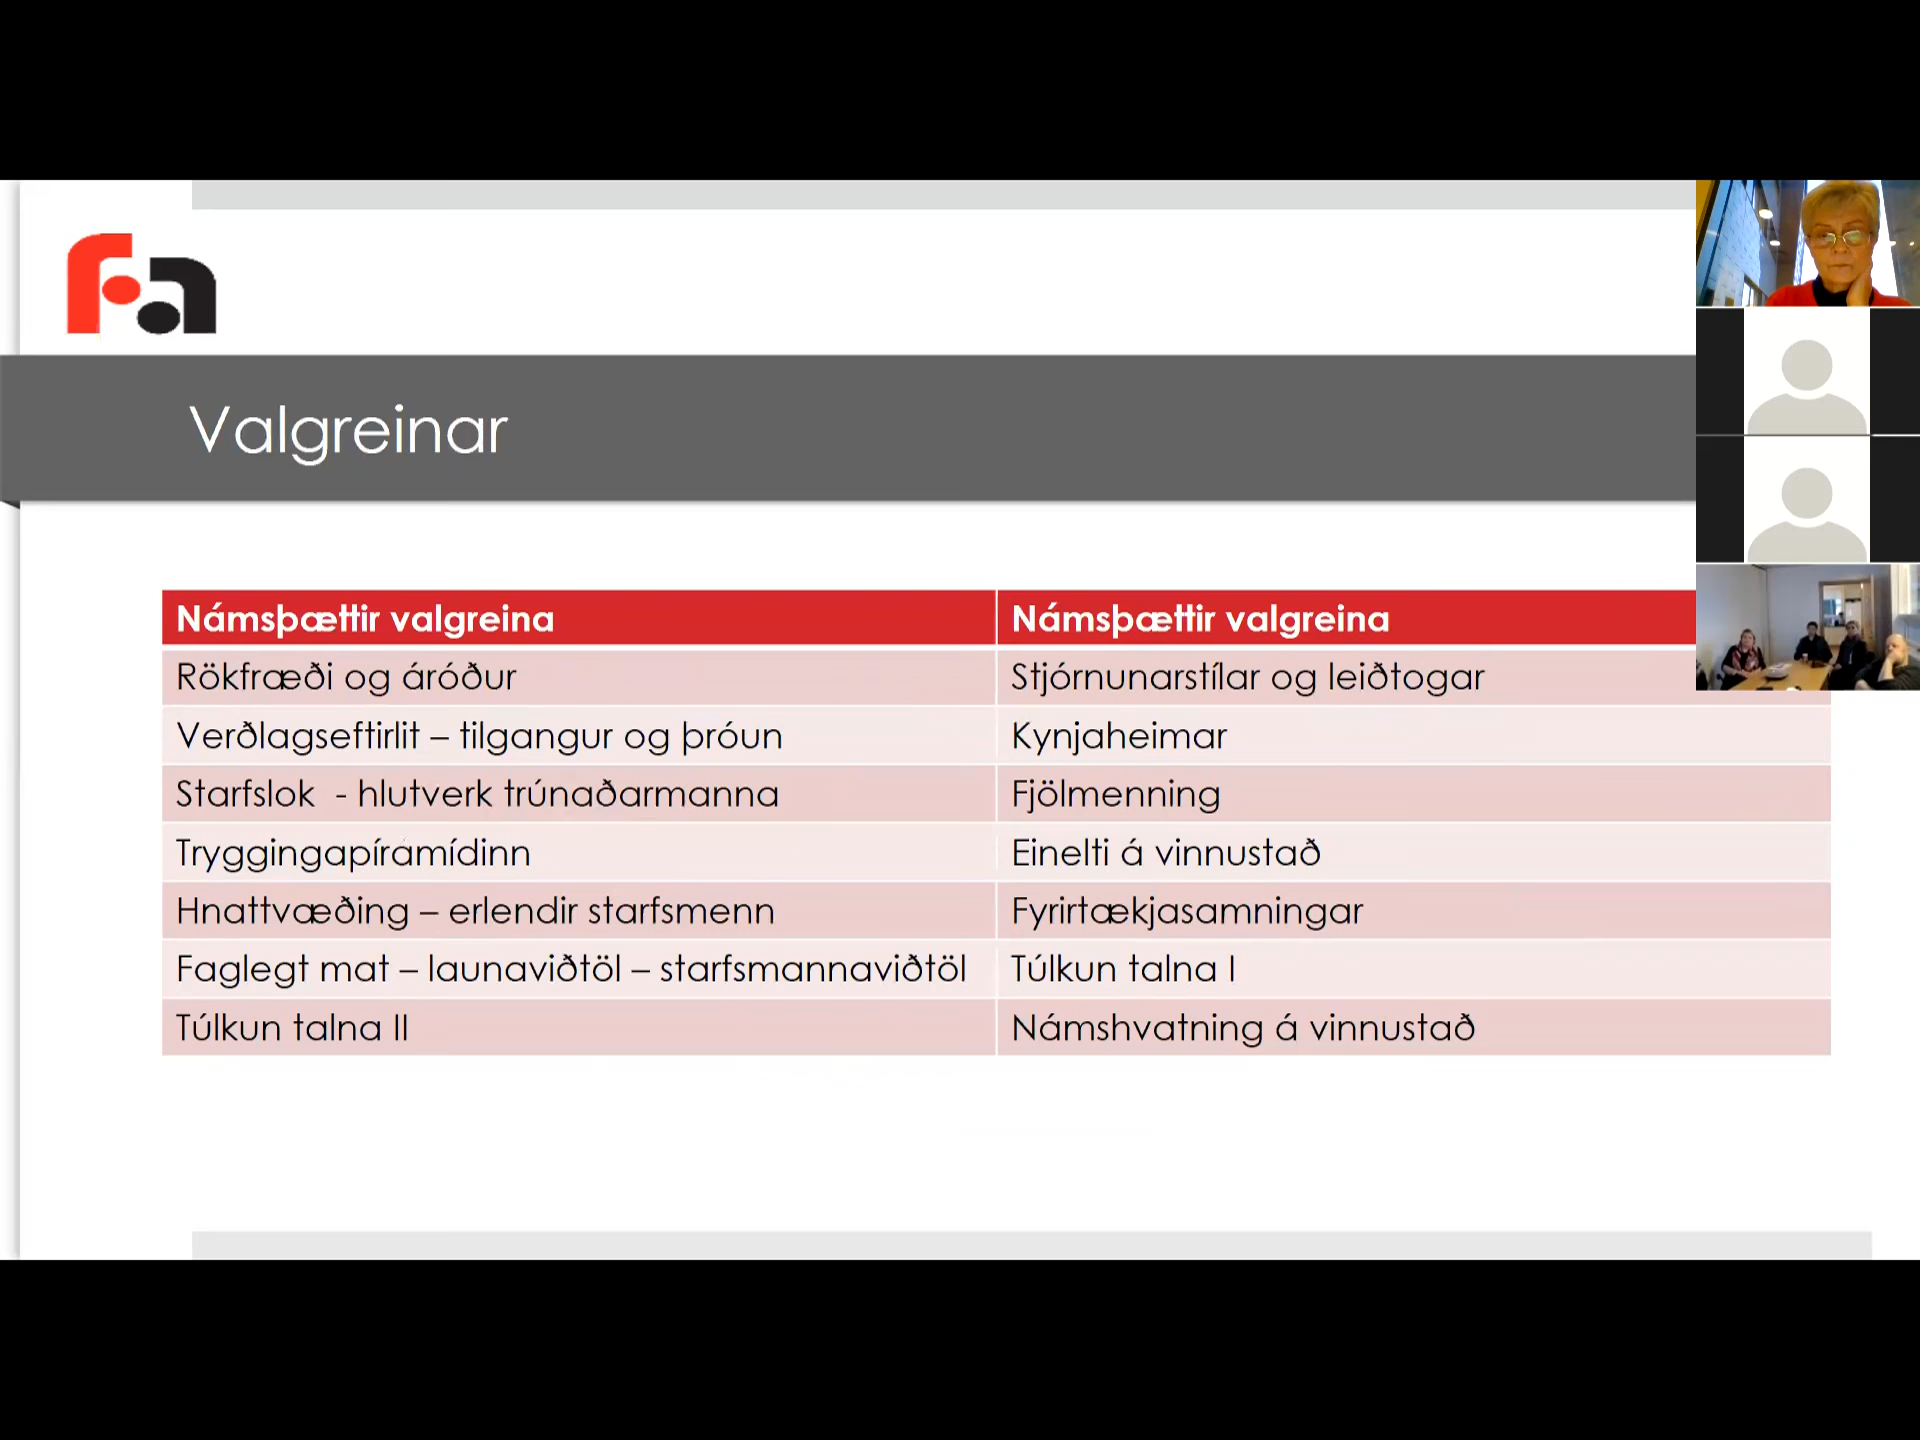 fa
Valgreinar
Námsþættir valgreina
Námsþættir valgreina
Rökfræði og áróður
Stjórnunarstílar og leiðtogar
Verðlagseftirlit – tilgangur og þróun
Kynjaheimar
Starfslok - hlutverk trúnaðarmanna
Fjölmenning
Tryggingapíramídinn
Einelti á vinnustað
Hnattvæðing – erlendir starfsmenn
Fyrirtækjasamningar
Faglegt mat – launaviðtöl – starfsmannaviðtöl
Túlkun talna I
Túlkun talna II
Námshvatning á vinnustað